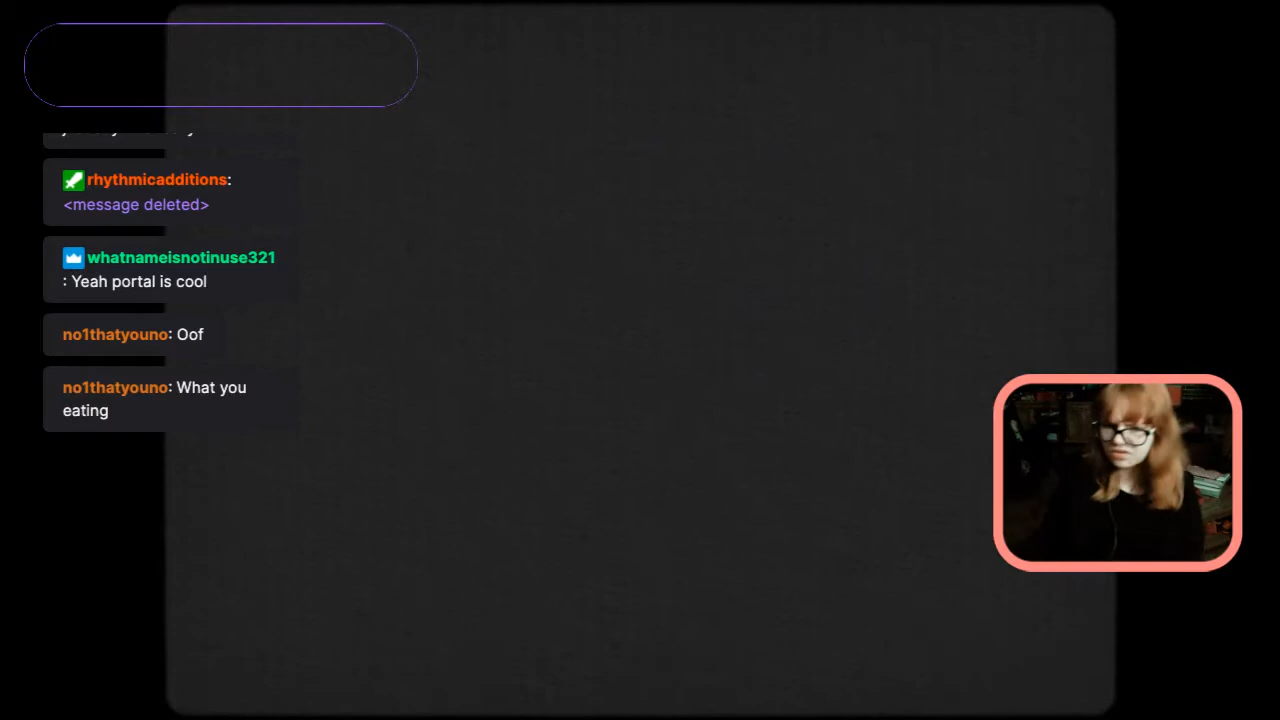 rhythmicadditions:
<message deleted>
whatnameisnotinuse321
: Yeah portal is cool
no1thatyouno: Oof
no1thatyouno: What you
eating